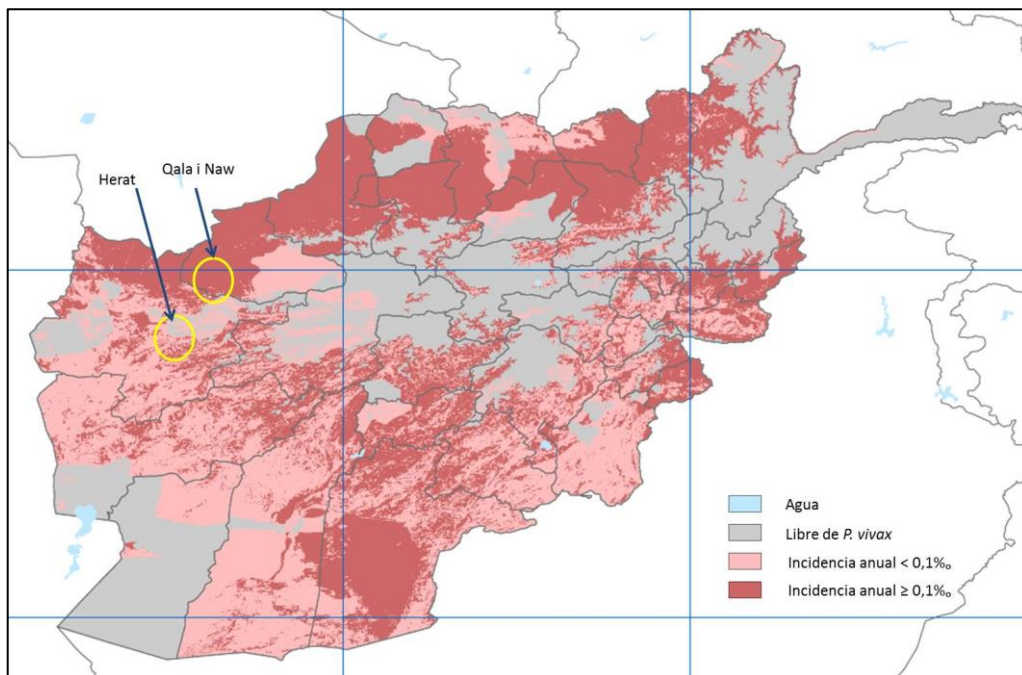 Qala i Naw
Herat
Agua
Libre de P. vivax
Incidencia anual < 0,1‰
Incidencia anual ≥ 0,1‰